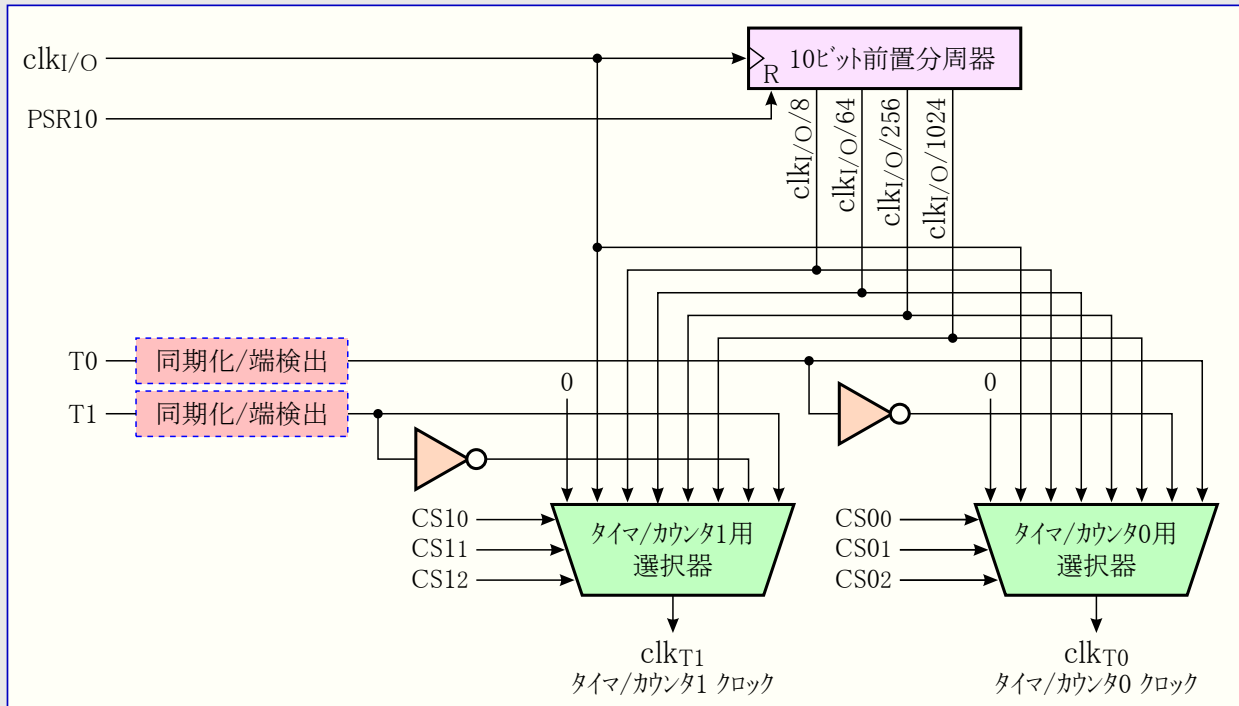 clkI/O
10ビット前置分周器
R
PSR10
clkI/O/8
clkI/O/64
clkI/O/256
clkI/O/1024
T0
同期化/端検出
T1
同期化/端検出
0
0
CS10
CS11
CS12
タイマ/カウンタ1用
選択器
CS00
CS01
CS02
タイマ/カウンタ0用
選択器
clkT1
タイマ/カウンタ1 クロック
clkT0
タイマ/カウンタ0 クロック